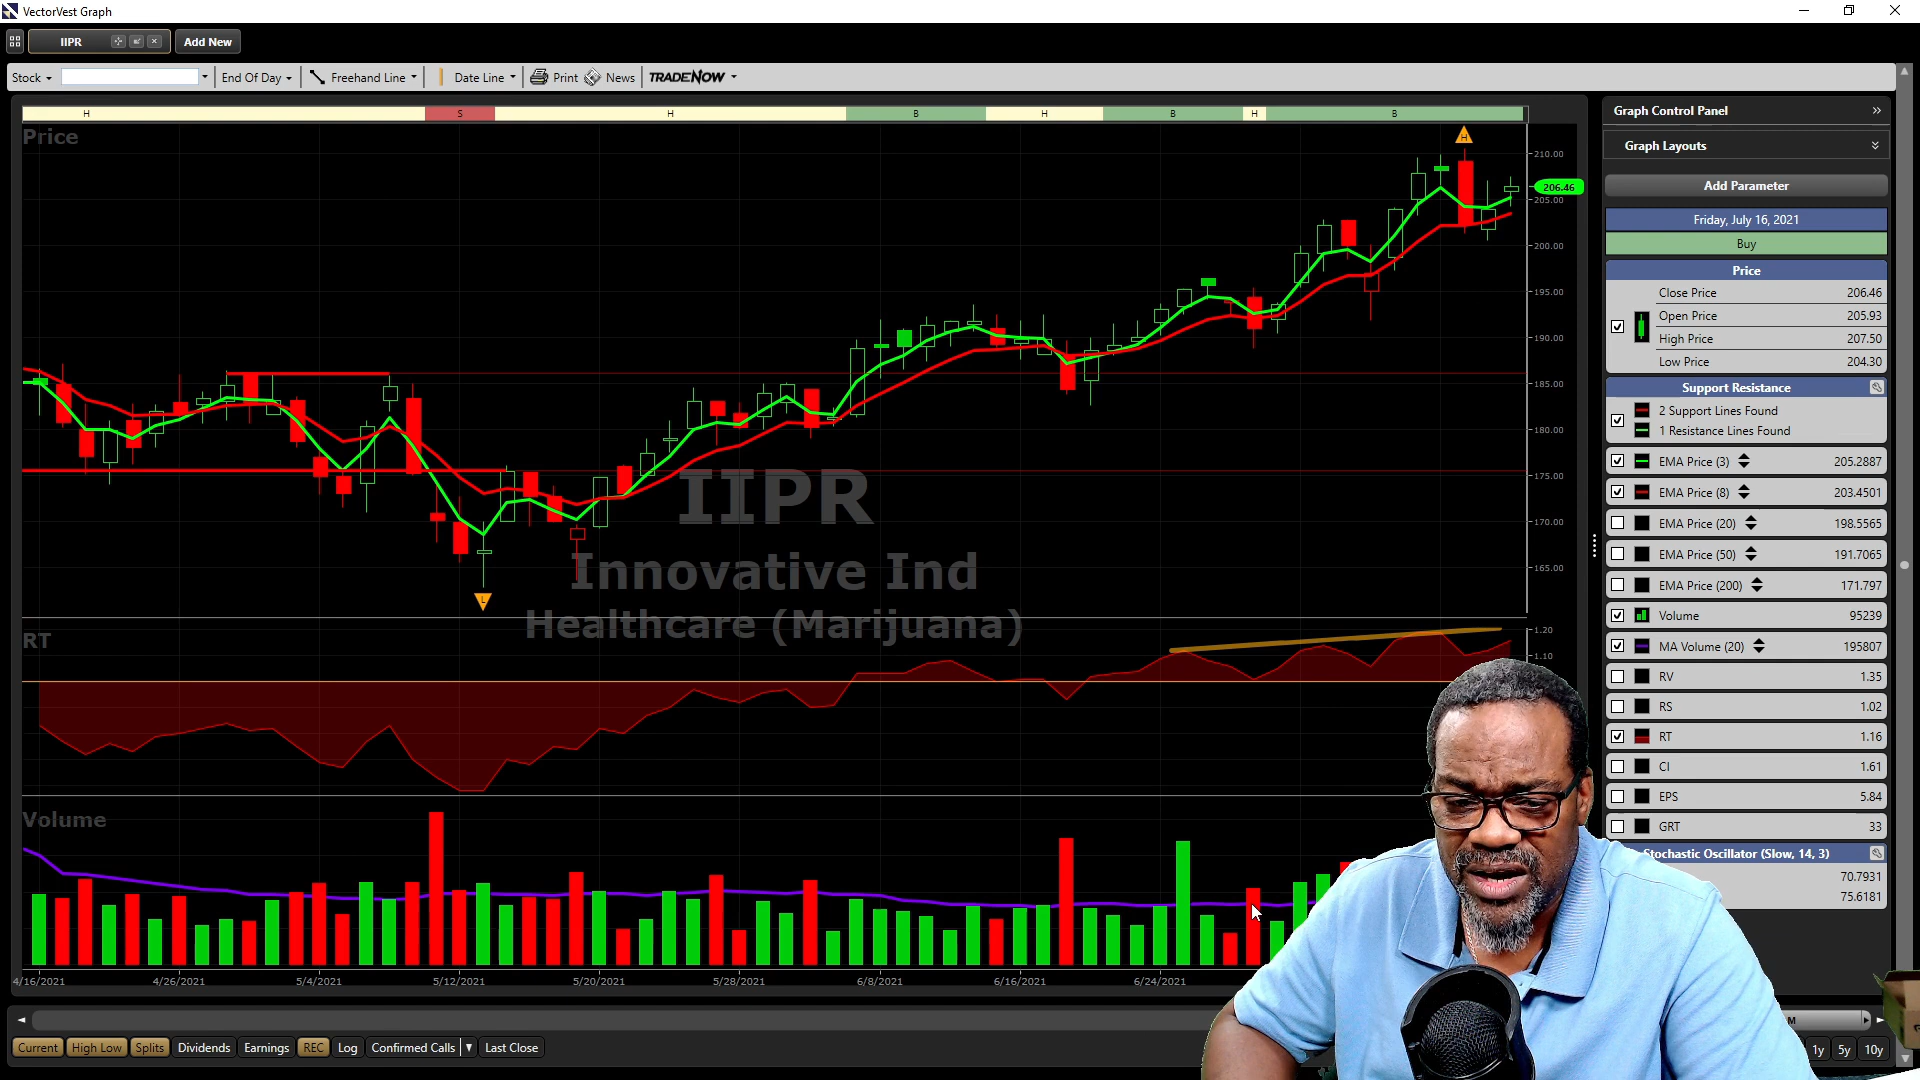 VectorVest Graph
IIPR
Add New
Stock
End Of Day
Freehand Line
Date Line
Print
News
TRADENOW
H S H B H B H B
Price
H
210.00
206.46
205.00
200.00
195.00
190.00
185.00
180.00
175.00
170.00
165.00
IIPR
Innovative Ind
Healthcare (Marijuana)
L
RT
1.20
1.10
Volume
4/16/2021 4/26/2021 5/4/2021 5/12/2021 5/20/2021 5/28/2021 6/8/2021 6/16/2021 6/24/2021
Current
High Low
Splits
Dividends
Earnings
REC
Log
Confirmed Calls
Last Close
M
1y
5y
10y
Graph Control Panel
Graph Layouts
Add Parameter
Friday, July 16, 2021
Buy
Price
Close Price 206.46
Open Price 205.93
High Price 207.50
Low Price 204.30
Support Resistance
2 Support Lines Found
1 Resistance Lines Found
EMA Price (3) 205.2887
EMA Price (8) 203.4501
EMA Price (20) 198.5565
EMA Price (50) 191.7065
EMA Price (200) 171.797
Volume 95239
MA Volume (20) 195807
RV 1.35
RS 1.02
RT 1.16
CI 1.61
EPS 5.84
GRT 33
Stochastic Oscillator (Slow, 14, 3)
70.7931
75.6181